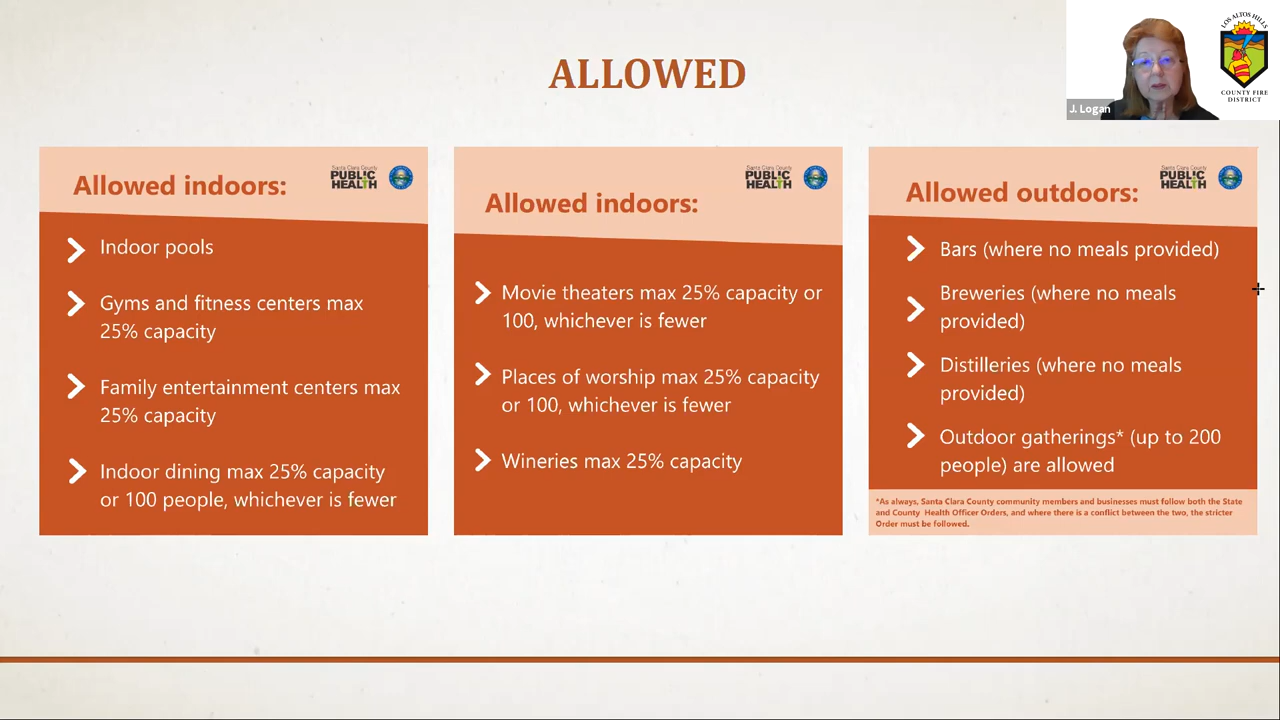 ALLOWED
J. Logan
LOS ALTOS HILLS
COUNTY FIRE
DISTRICT
Allowed indoors:
Santa Clara County
PUBLIC
HEALTH
Indoor pools
Gyms and fitness centers max
25% capacity
Family entertainment centers max
25% capacity
Indoor dining max 25% capacity
or 100 people, whichever is fewer
Allowed indoors:
Santa Clara County
PUBLIC
HEALTH
Movie theaters max 25% capacity or
100, whichever is fewer
Places of worship max 25% capacity
or 100, whichever is fewer
Wineries max 25% capacity
Allowed outdoors:
Santa Clara County
PUBLIC
HEALTH
Bars (where no meals provided)
Breweries (where no meals
provided)
Distilleries (where no meals
provided)
Outdoor gatherings* (up to 200
people) are allowed
*As always, Santa Clara County community members and businesses must follow both the State
and County Health Officer Orders, and where there is a conflict between the two, the stricter
Order must be followed.